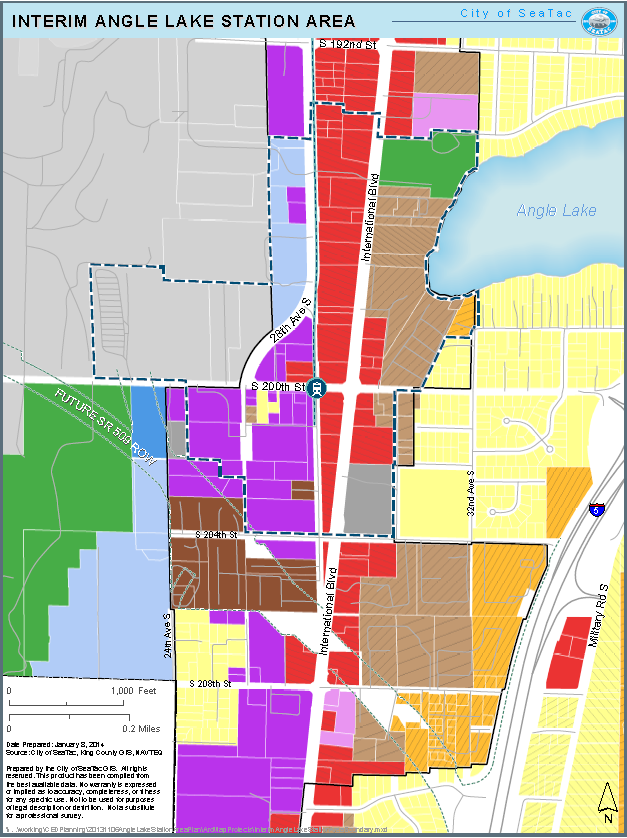 INTERIM ANGLE LAKE STATION AREA
City of SeaTac
S 192nd St
International Blvd
Angle Lake
28th Ave S
S 200th St
FUTURE SR 509 ROW
32nd Ave S
5
S 204th St
International Blvd
Military Rd S
24th Ave S
S 208th St
0 1,000 Feet
0 0.2 Miles
Date Prepared: January 8, 2014
Source: City of SeaTac, King County GIS, NAVTEQ
Prepared by the City of SeaTac GIS. All rights
reserved. This product has been compiled from
the best available data. No warranty is expressed
or implied as to accuracy, completeness, or fitness
for any specific use. Not to be used for purposes
of legal description or definition. Not a substitute
for a professional survey.
N